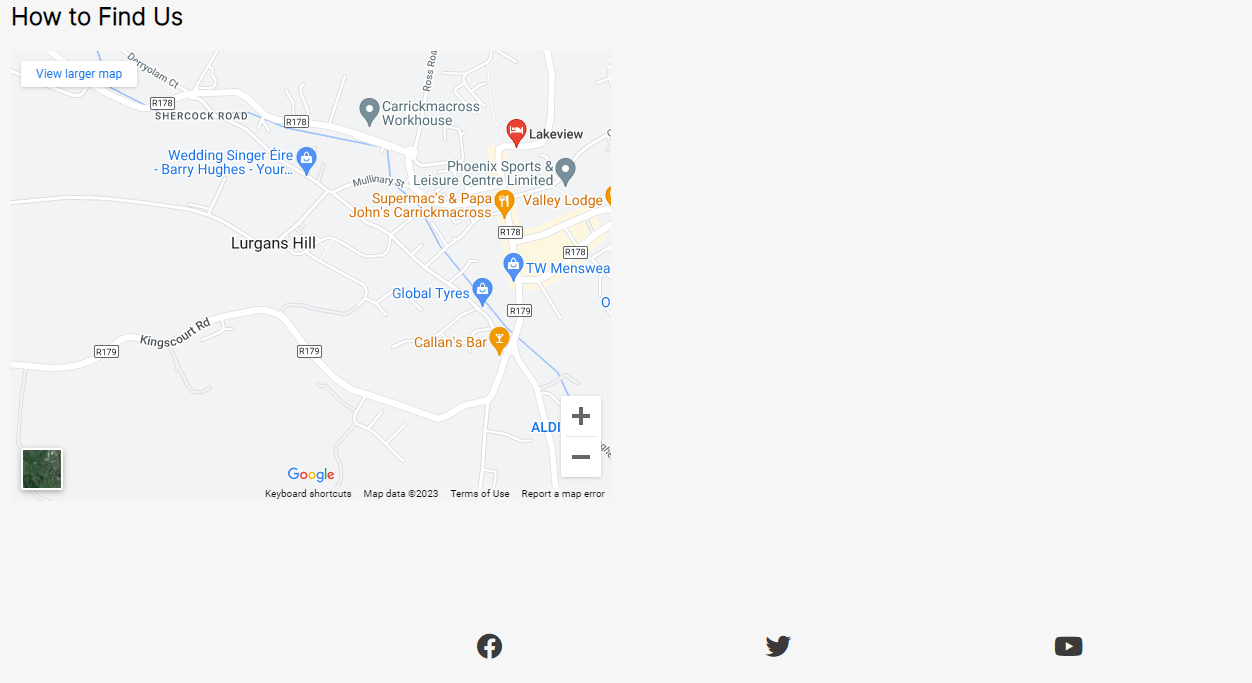 How to Find Us
View larger map
Derryolam Ct
Ross Roa
R178
SHERCOCK ROAD
R178
Carrickmacross
Workhouse
Lakeview
Wedding Singer Éire
- Barry Hughes - Your...
Phoenix Sports &
Leisure Centre Limited
Mullinary St
Supermac's & Papa
John's Carrickmacross
Valley Lodge
R178
Lurgans Hill
R178
TW Menswea
Global Tyres
O
R179
Kingscourt Rd
Callan's Bar
R179
R179
ALDI
Google
Keyboard shortcuts
Map data ©2023
Terms of Use
Report a map error